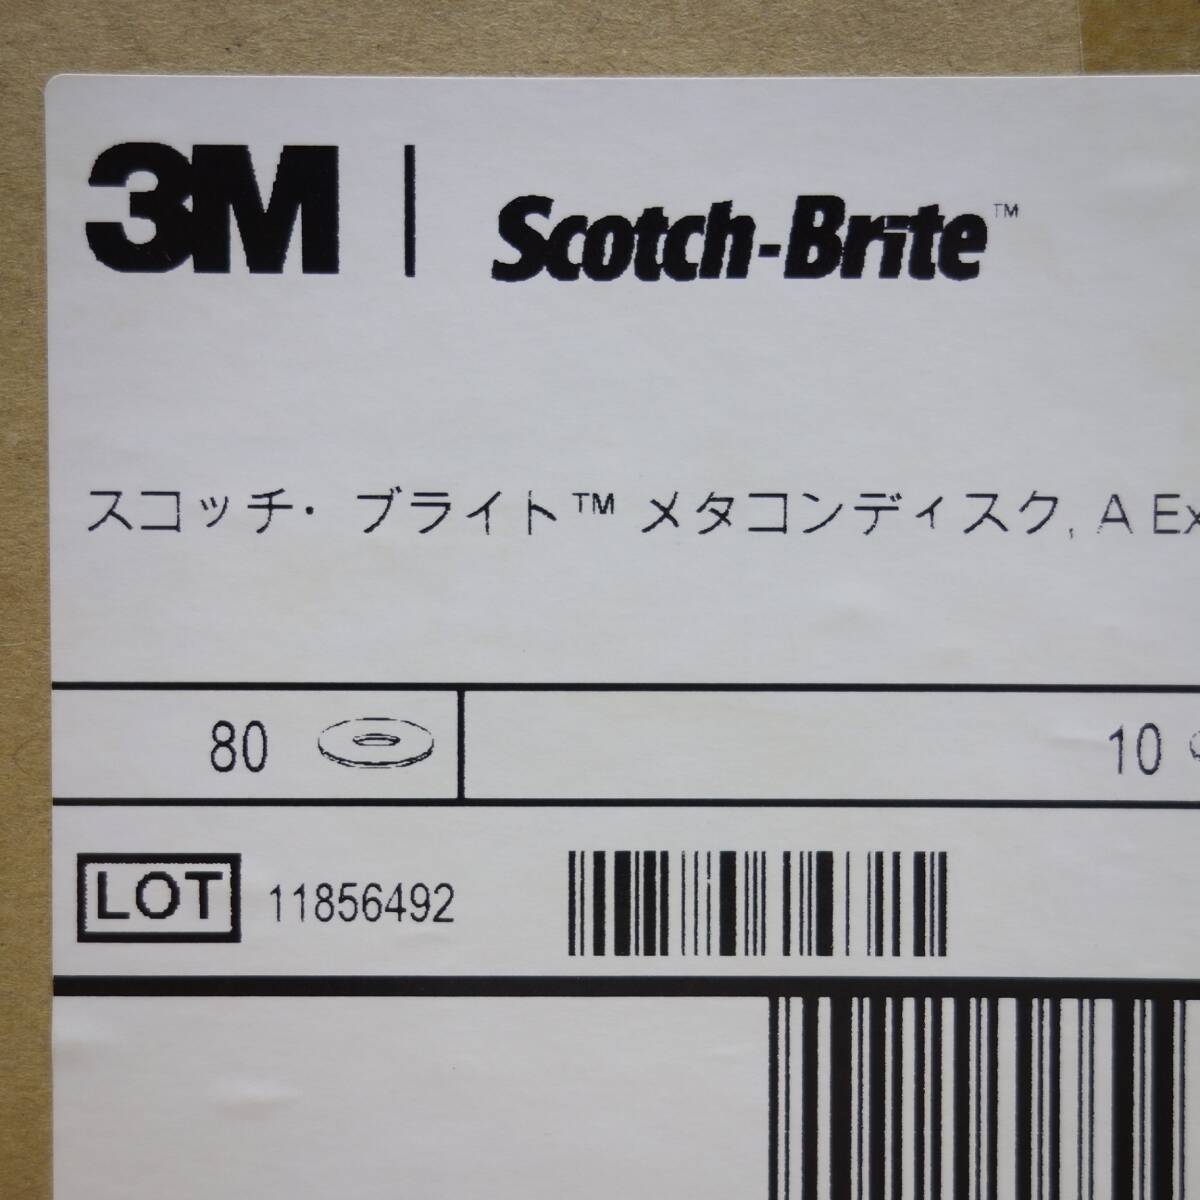 3M | Scotch-Brite™
スコッチ・ブライト™ メタコンディスク, A Ex
80
10
LOT 11856492